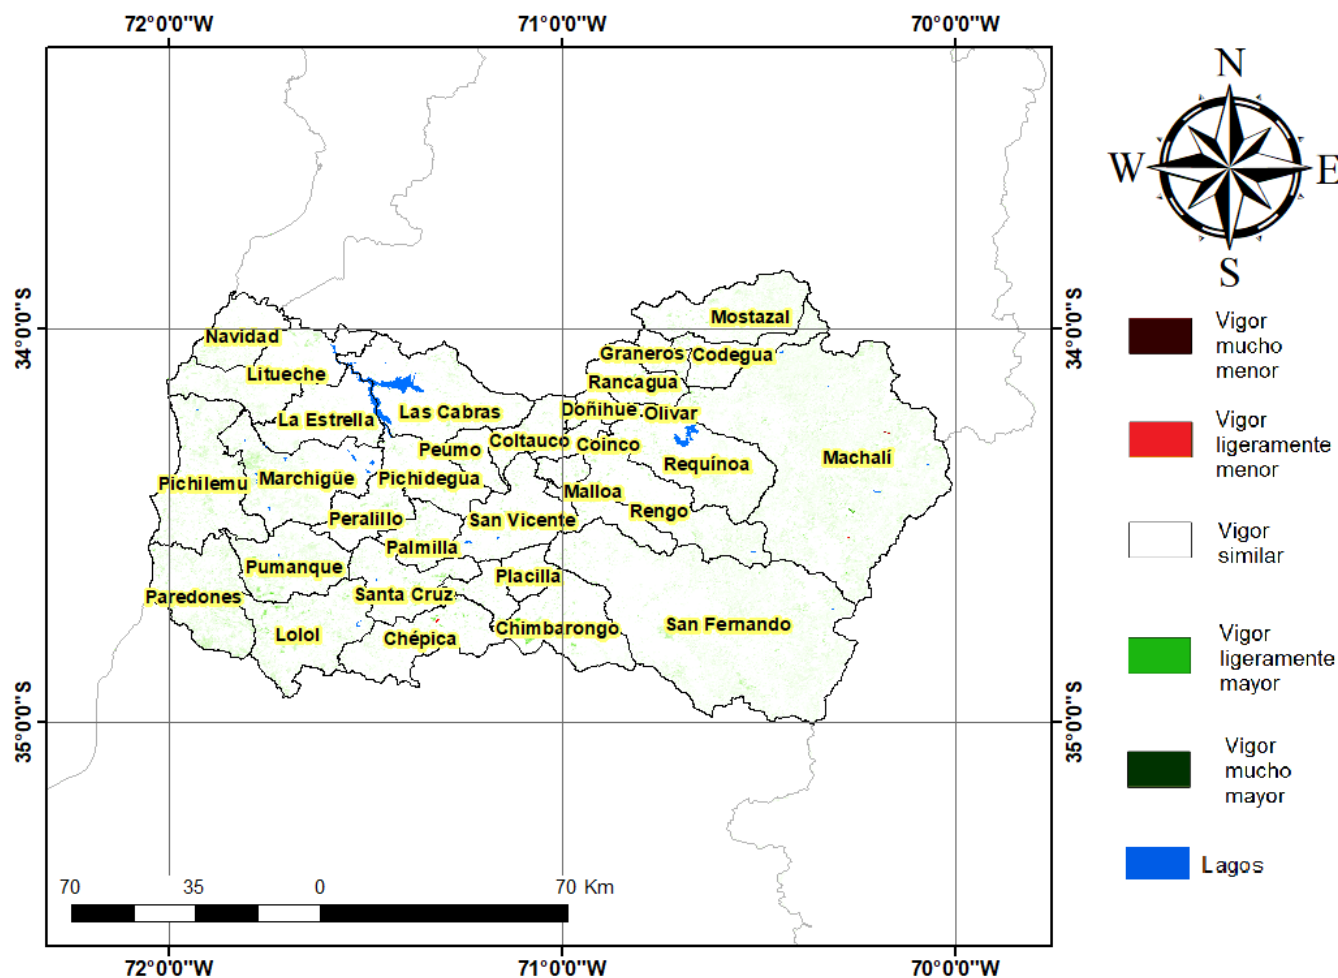 72°0'0"W
71°0'0"W
70°0'0"W
N
W
E
S
34°0'0"S
34°0'0"S
35°0'0"S
35°0'0"S
Mostazal
Navidad
Graneros
Codegua
Litueche
Rancagua
La Estrella
Las Cabras
Doñihue
Olivar
Peumo
Coltauco
Coinco
Requínoa
Machalí
Pichilemu
Marchigüe
Pichidegua
Malloa
Rengo
Peralillo
San Vicente
Palmilla
Pumanque
Placilla
Paredones
Santa Cruz
Lolol
Chépica
Chimbarongo
San Fernando
Vigor
mucho
menor
Vigor
ligeramente
menor
Vigor
similar
Vigor
ligeramente
mayor
Vigor
mucho
mayor
Lagos
70
35
0
70 Km
72°0'0"W
71°0'0"W
70°0'0"W